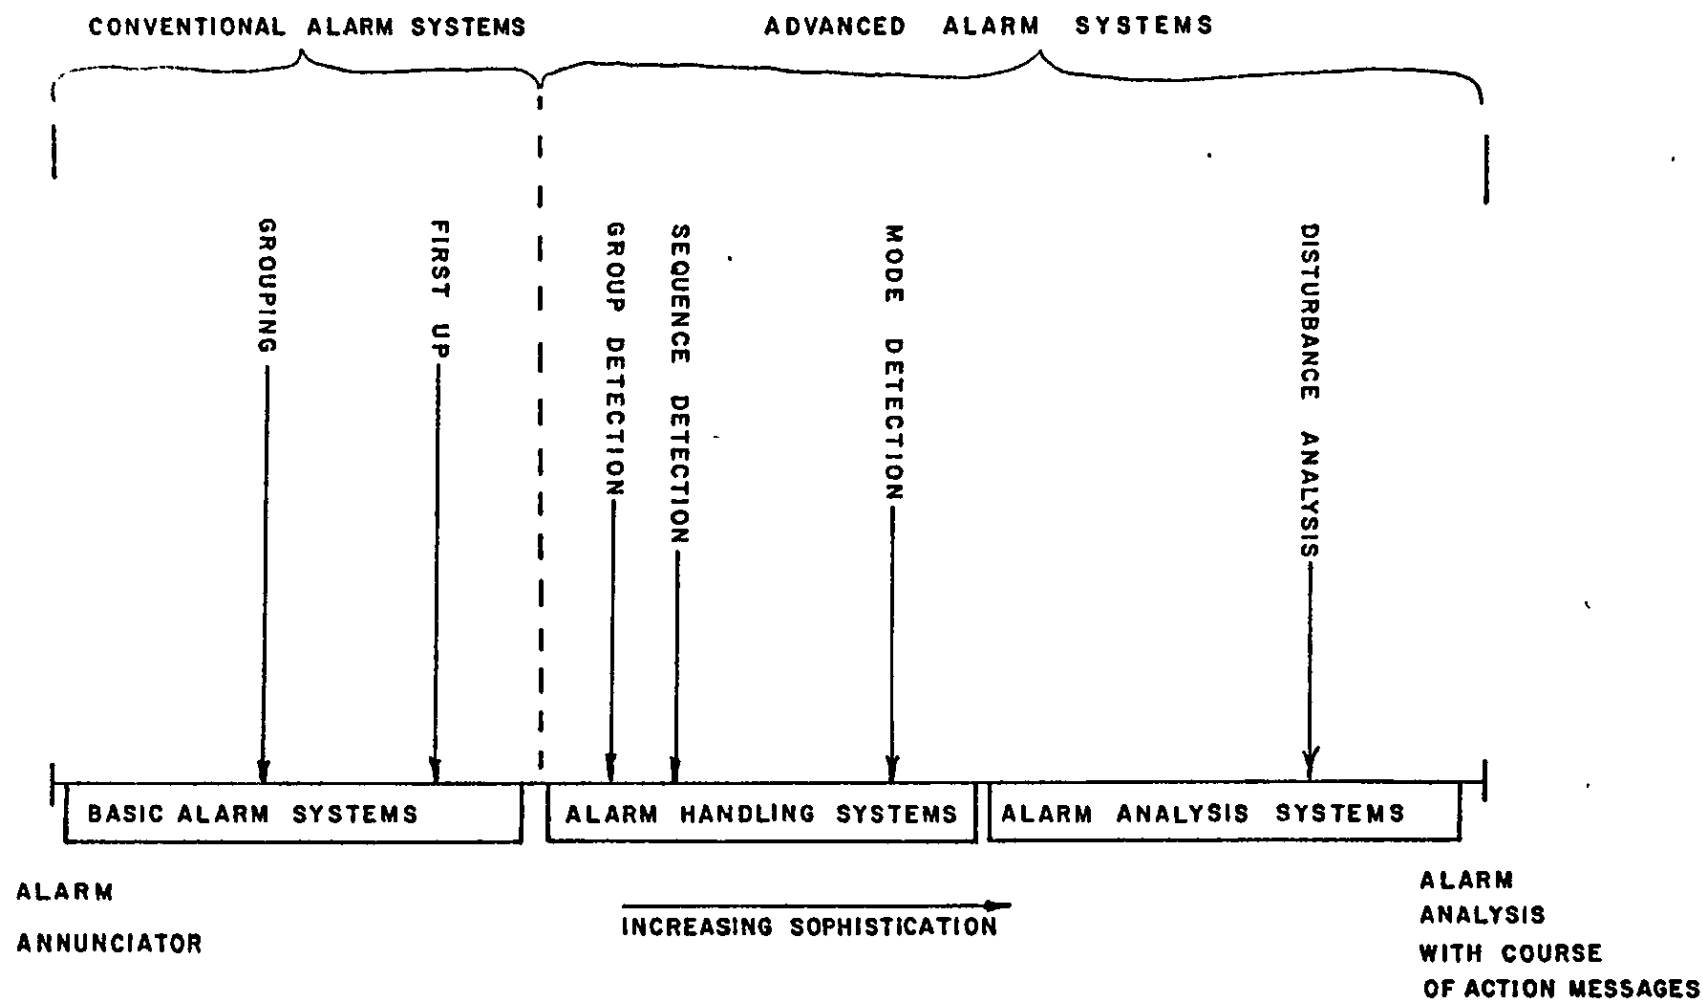 CONVENTIONAL ALARM SYSTEMS
ADVANCED ALARM SYSTEMS
GROUPING
FIRST UP
GROUP DETECTION
SEQUENCE DETECTION
MODE DETECTION
DISTURBANCE ANALYSIS
BASIC ALARM SYSTEMS
ALARM HANDLING SYSTEMS
ALARM ANALYSIS SYSTEMS
ALARM
ANNUNCIATOR
INCREASING SOPHISTICATION
ALARM
ANALYSIS
WITH COURSE
OF ACTION MESSAGES